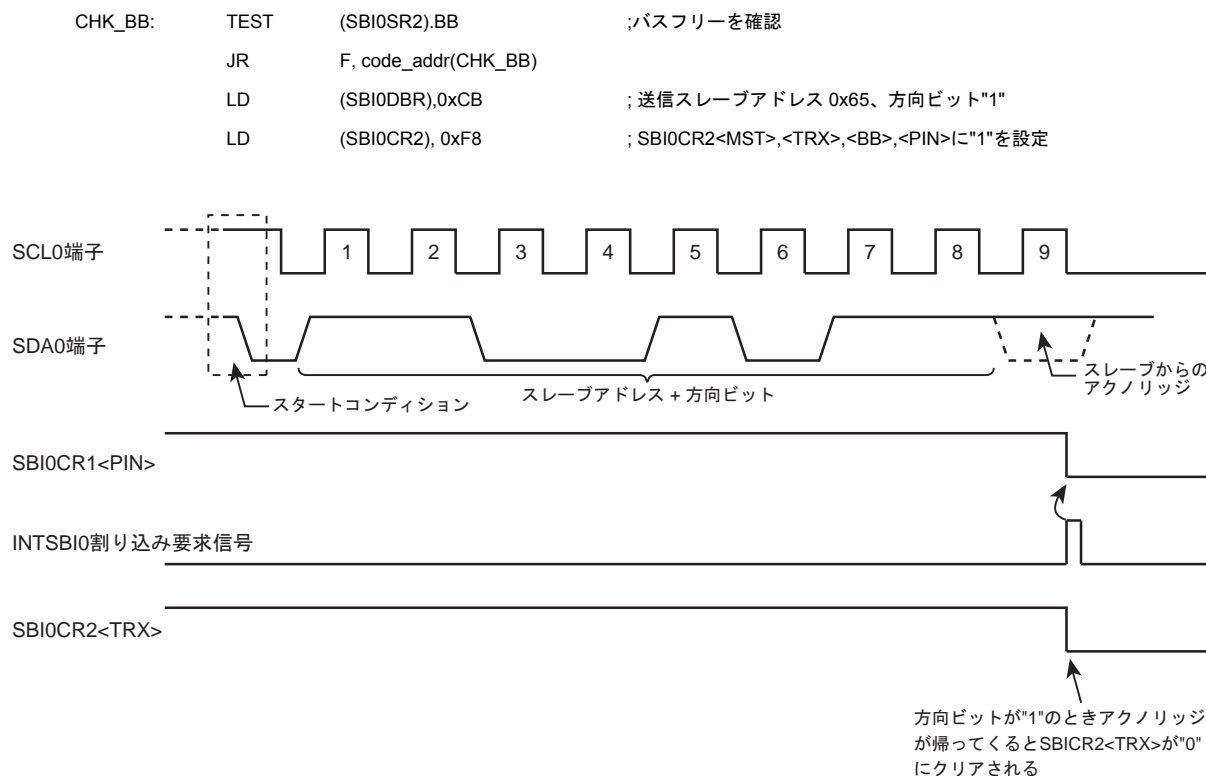 CHK_BB: TEST (SBI0SR2).BB ;バスフリーを確認
JR F, code_addr(CHK_BB)
LD (SBI0DBR),0xCB ; 送信スレーブアドレス 0x65、方向ビット"1"
LD (SBI0CR2), 0xF8 ; SBI0CR2<MST>,<TRX>,<BB>,<PIN>に"1"を設定
SCL0端子
1 2 3 4 5 6 7 8 9
SDA0端子
スレーブからの
アクノリッジ
スタートコンディション
スレーブアドレス + 方向ビット
SBI0CR1<PIN>
INTSBI0割り込み要求信号
SBI0CR2<TRX>
方向ビットが"1"のときアクノリッジ
が帰ってくるとSBICR2<TRX>が"0"
にクリアされる